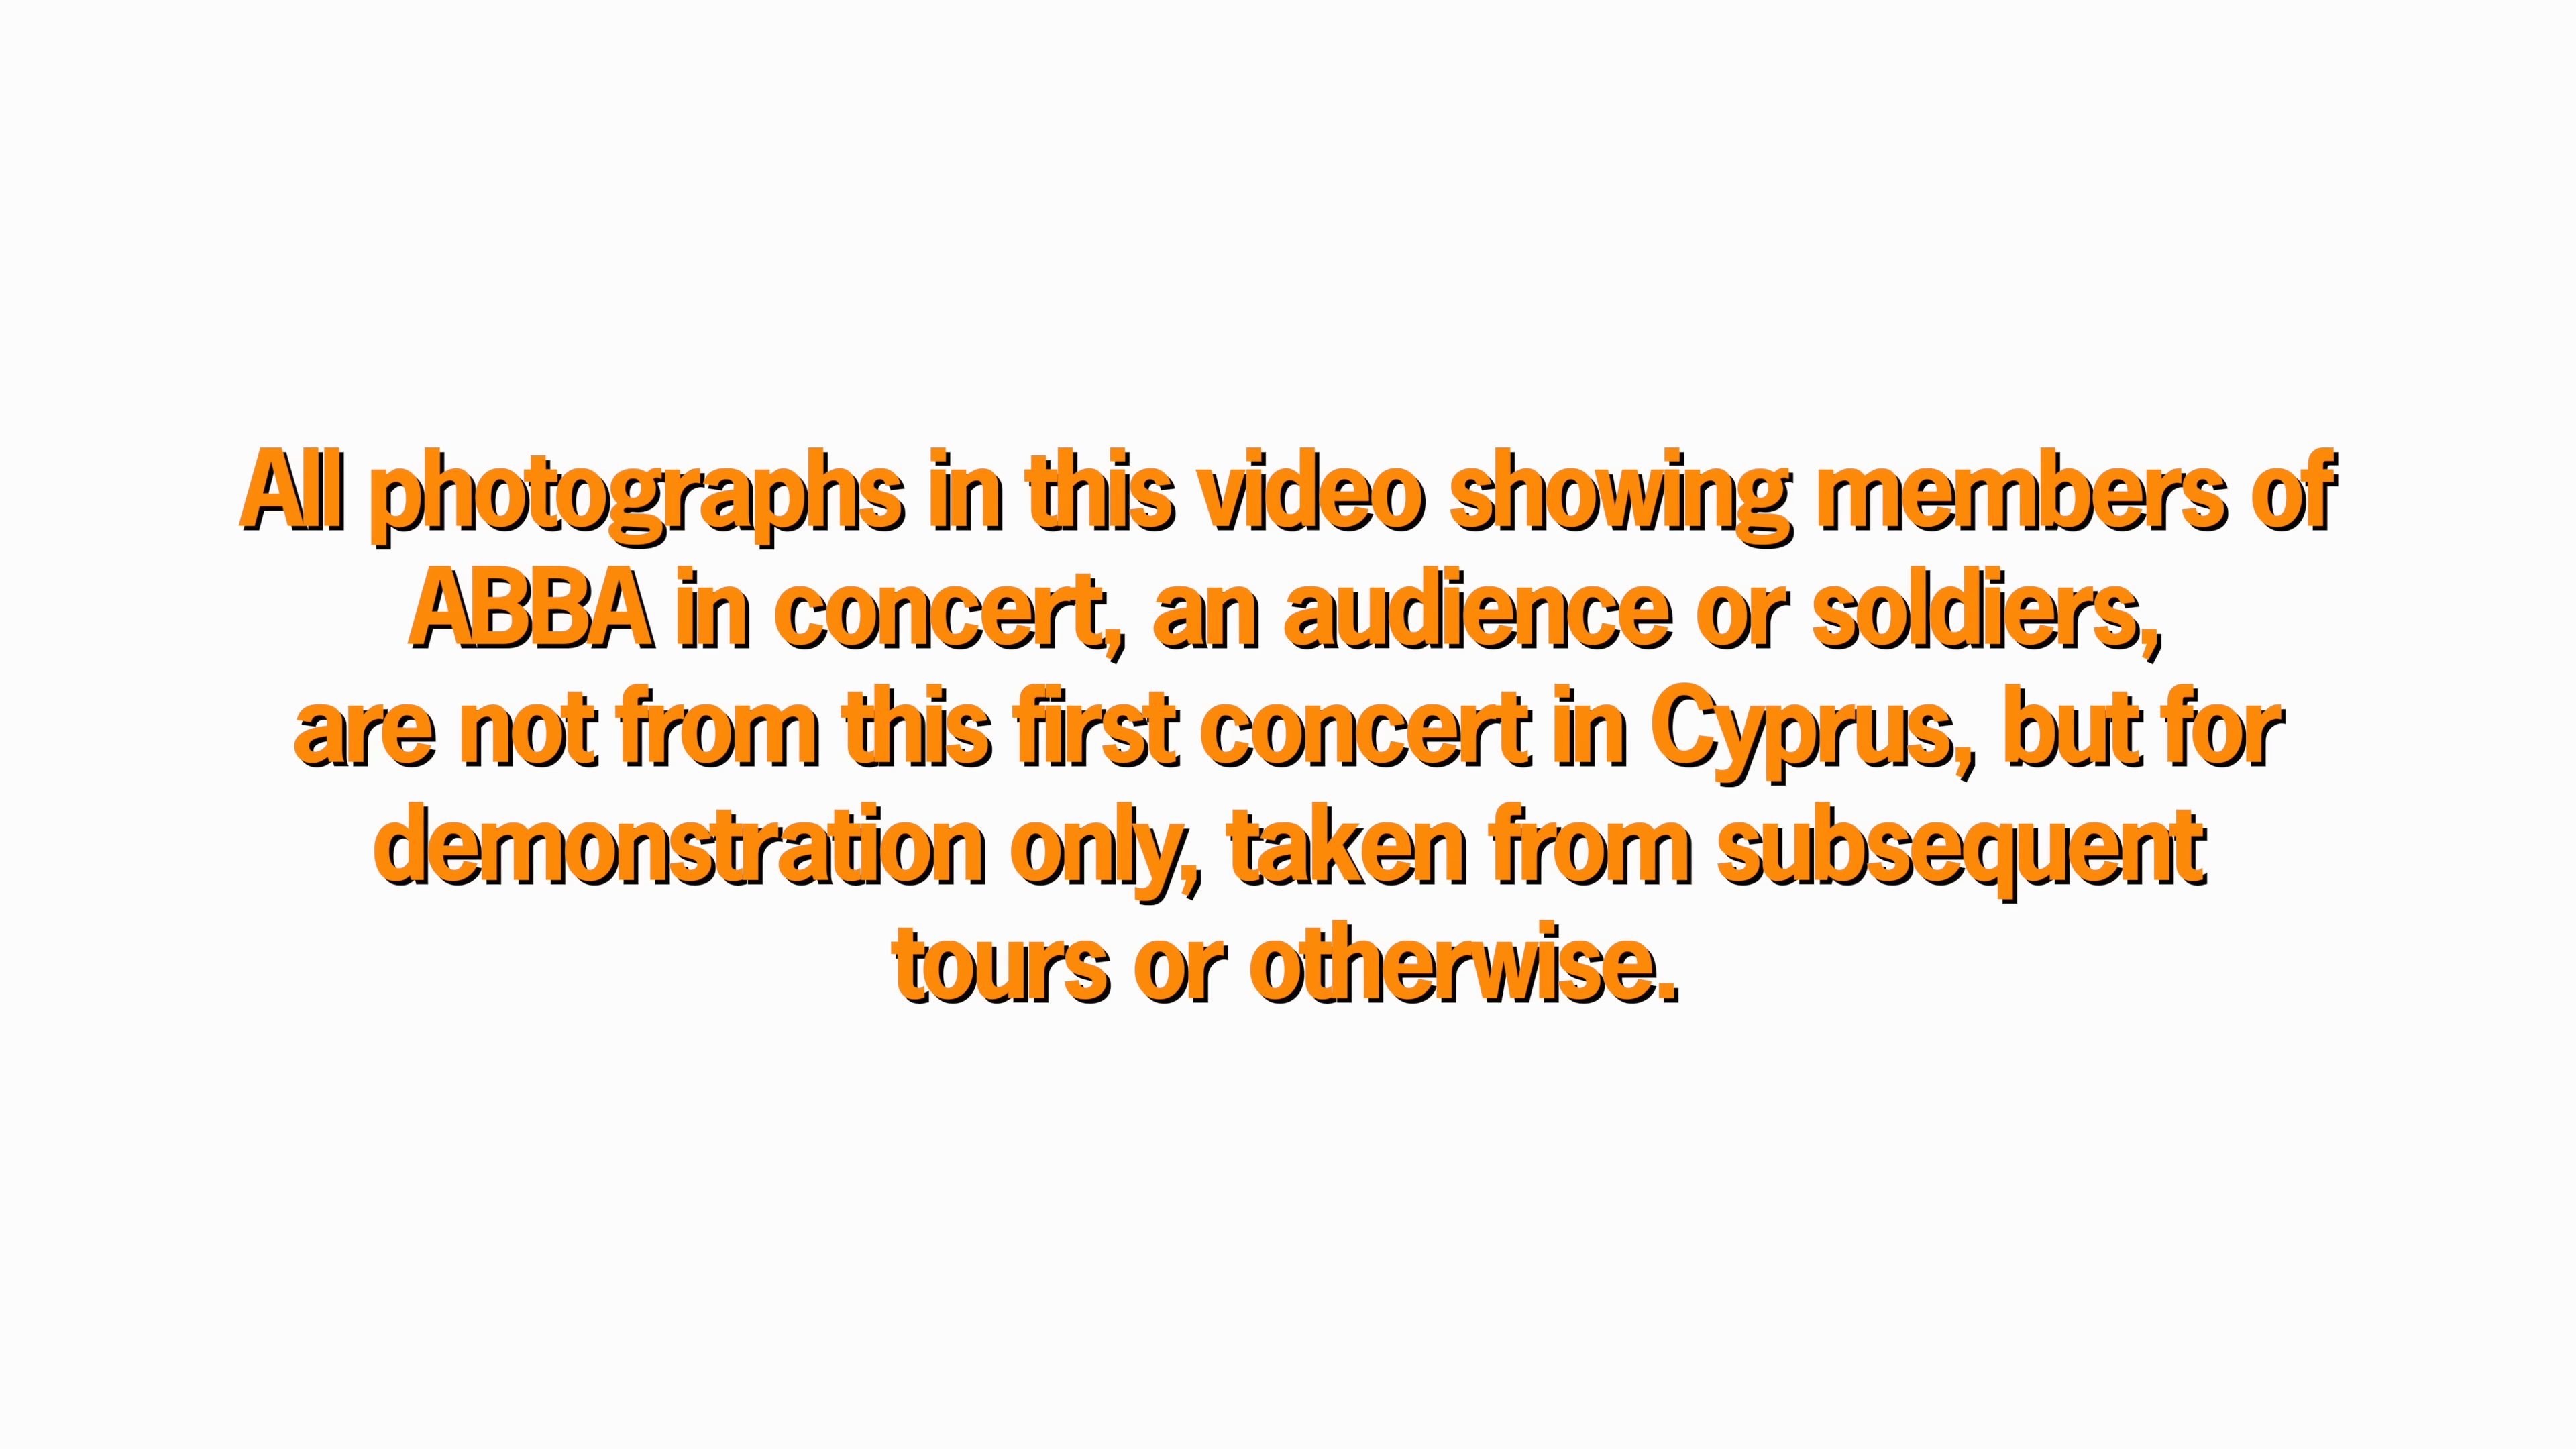 All photographs in this video showing members of
ABBA in concert, an audience or soldiers,
are not from this first concert in Cyprus, but for
demonstration only, taken from subsequent
tours or otherwise.